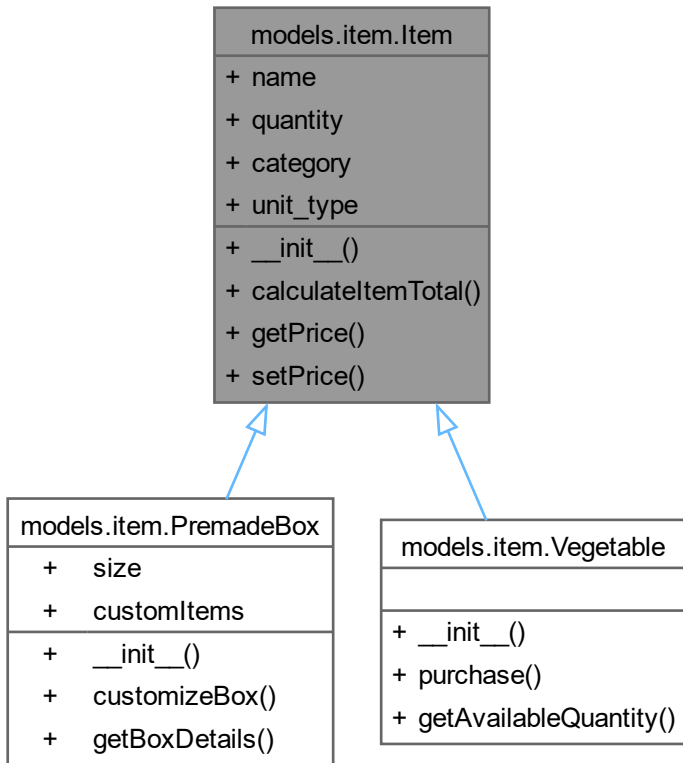 models.item.Item
+ name
+ quantity
+ category
+ unit_type
+ __init__()
+ calculateItemTotal()
+ getPrice()
+ setPrice()
models.item.PremadeBox
+ size
+ customItems
+ __init__()
+ customizeBox()
+ getBoxDetails()
models.item.Vegetable
+ __init__()
+ purchase()
+ getAvailableQuantity()